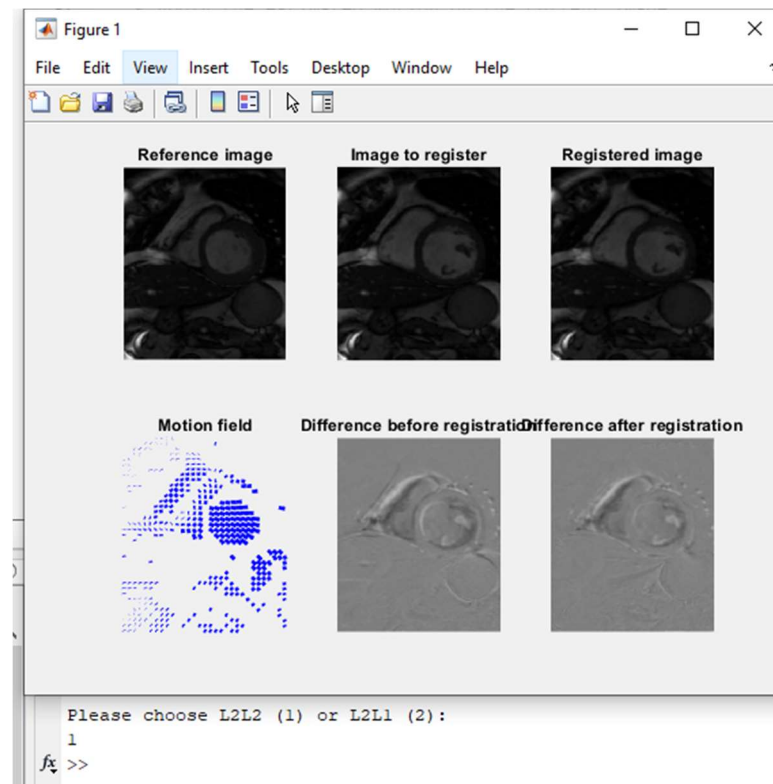 Figure 1
File Edit View Insert Tools Desktop Window Help
Reference image
Image to register
Registered image
Motion field
Difference before registration
Difference after registration
Please choose L2L2 (1) or L2L1 (2):
1
fx >>